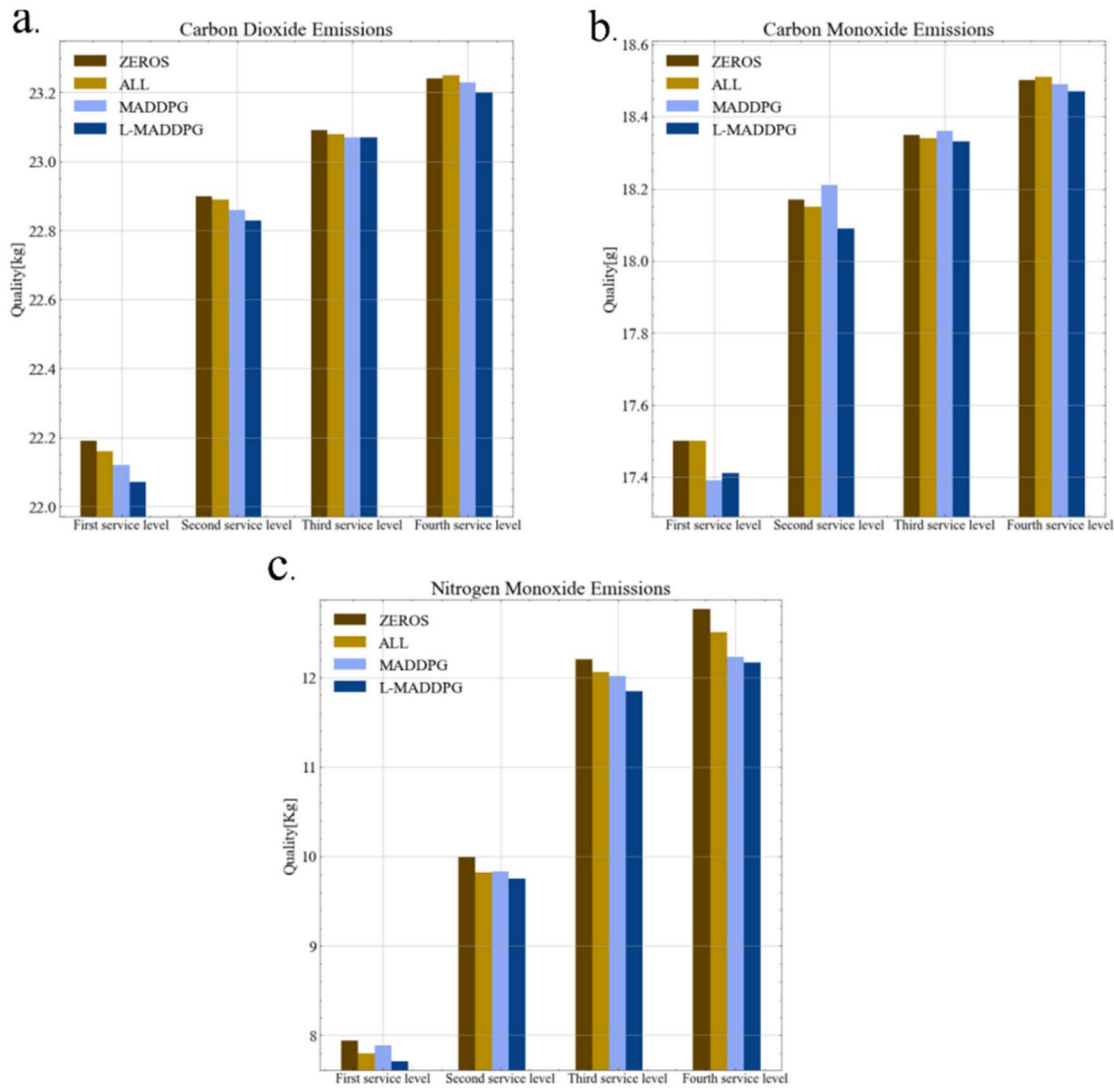 a.
Carbon Dioxide Emissions
ZEROS
ALL
MADDPG
L-MADDPG
Quality[kg]
23.2
23.0
22.8
22.6
22.4
22.2
22.0
First service level Second service level Third service level Fourth service level
b.
Carbon Monoxide Emissions
ZEROS
ALL
MADDPG
L-MADDPG
Quality[g]
18.6
18.4
18.2
18.0
17.8
17.6
17.4
First service level Second service level Third service level Fourth service level
c.
Nitrogen Monoxide Emissions
ZEROS
ALL
MADDPG
L-MADDPG
Quality[Kg]
12
11
10
9
8
First service level Second service level Third service level Fourth service level